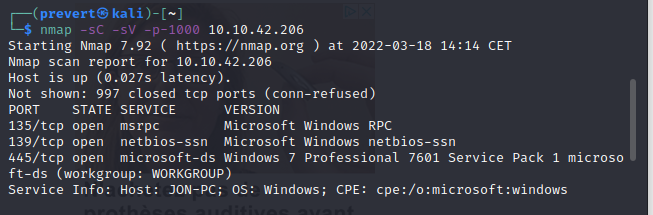 ┌──(prevert㉿kali)-[~]
└─$ nmap -sC -sV -p-1000 10.10.42.206
Starting Nmap 7.92 ( https://nmap.org ) at 2022-03-18 14:14 CET
Nmap scan report for 10.10.42.206
Host is up (0.027s latency).
Not shown: 997 closed tcp ports (conn-refused)
PORT    STATE SERVICE      VERSION
135/tcp open  msrpc        Microsoft Windows RPC
139/tcp open  netbios-ssn  Microsoft Windows netbios-ssn
445/tcp open  microsoft-ds Windows 7 Professional 7601 Service Pack 1 microso
ft-ds (workgroup: WORKGROUP)
Service Info: Host: JON-PC; OS: Windows; CPE: cpe:/o:microsoft:windows
prothèses auditives avant